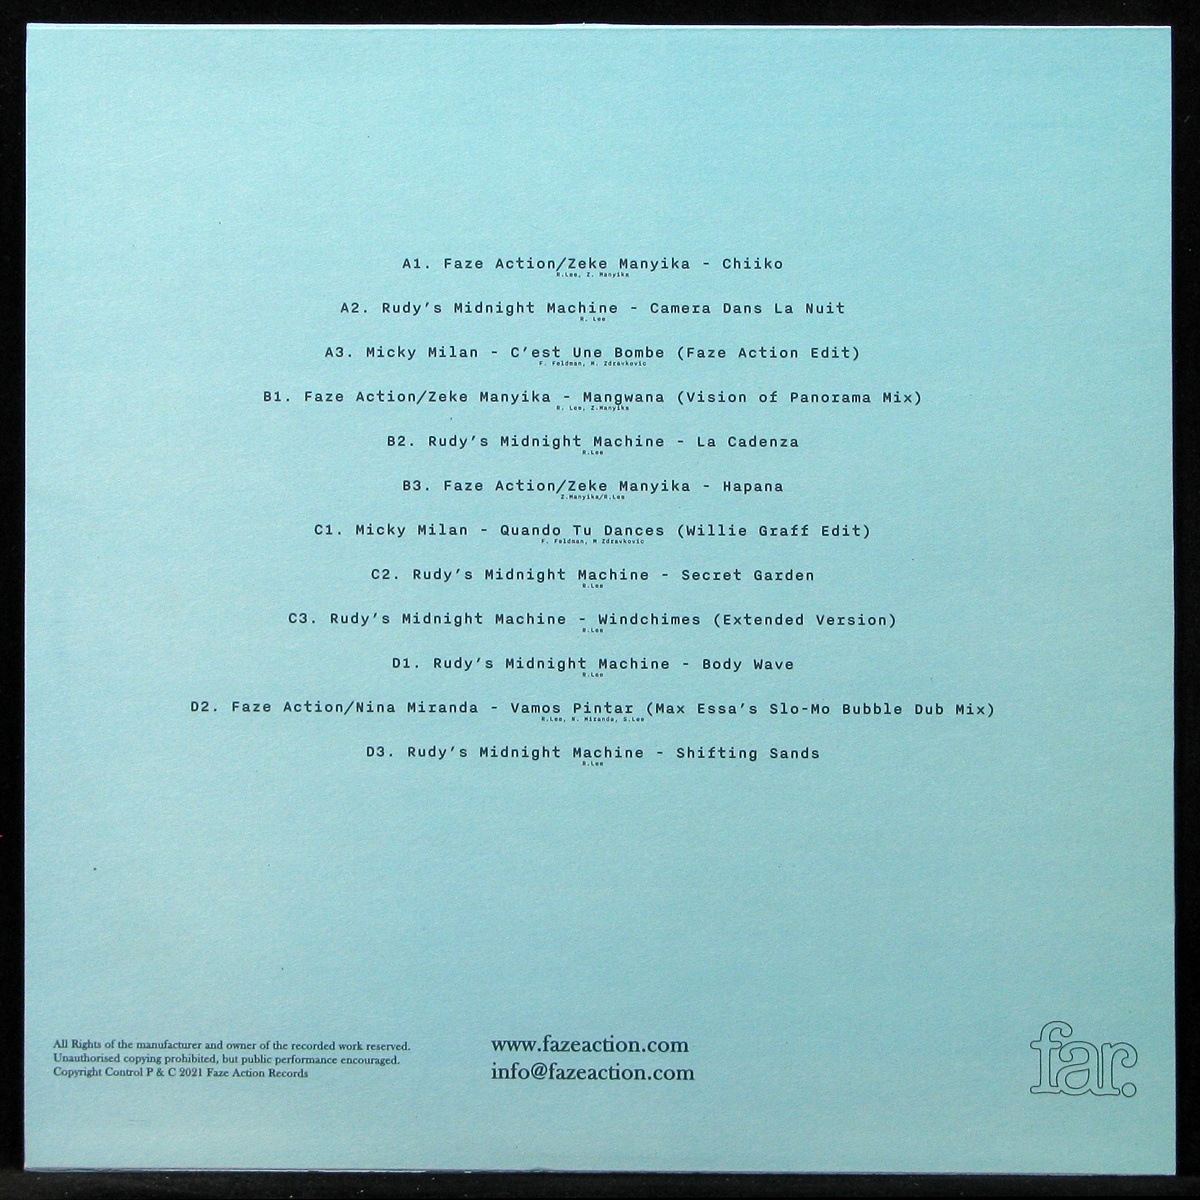 A1. Faze Action/Zeke Manyika - Chiiko
R.Lee, Z. Manyika
A2. Rudy's Midnight Machine - Camera Dans La Nuit
R. Lee
A3. Micky Milan - C'est Une Bombe (Faze Action Edit)
F. Feldman, M. Zdravkovic
B1. Faze Action/Zeke Manyika - Mangwana (Vision of Panorama Mix)
R. Lee, Z.Manyika
B2. Rudy's Midnight Machine - La Cadenza
R.Lee
B3. Faze Action/Zeke Manyika - Hapana
Z.Manyika/R.Lee
C1. Micky Milan - Quando Tu Dances (Willie Graff Edit)
F. Feldman, M Zdravkovic
C2. Rudy's Midnight Machine - Secret Garden
R.Lee
C3. Rudy's Midnight Machine - Windchimes (Extended Version)
R.Lee
D1. Rudy's Midnight Machine - Body Wave
R.Lee
D2. Faze Action/Nina Miranda - Vamos Pintar (Max Essa's Slo-Mo Bubble Dub Mix)
R.Lee, N. Miranda, S.Lee
D3. Rudy's Midnight Machine - Shifting Sands
R.Lee
All Rights of the manufacturer and owner of the recorded work reserved.
Unauthorised copying prohibited, but public performance encouraged.
Copyright Control P & C 2021 Faze Action Records
www.fazeaction.com
info@fazeaction.com
far.